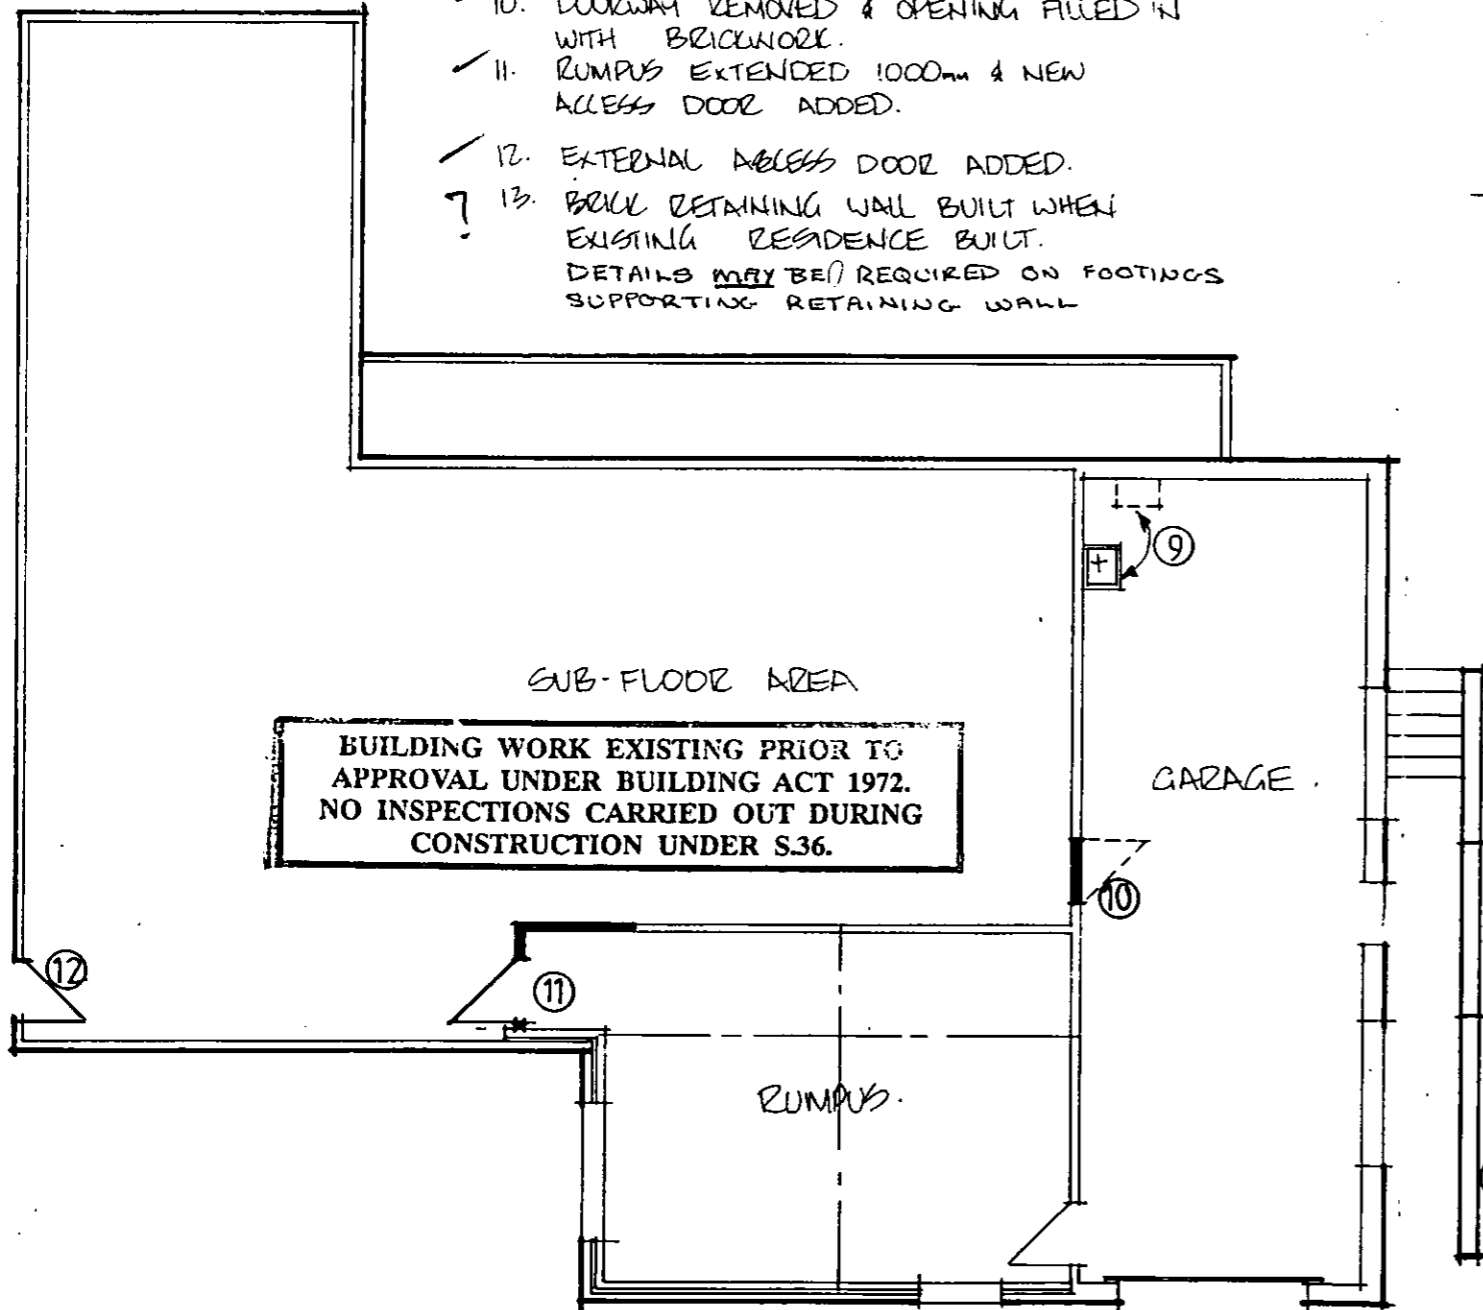 10. DOORWAY REMOVED & OPENING FILLED IN
WITH BRICKWORK.
11. RUMPUS EXTENDED 1000mm & NEW
ACCESS DOOR ADDED.
12. EXTERNAL ACCESS DOOR ADDED.
? 13. BRICK RETAINING WALL BUILT WHEN
EXISTING RESIDENCE BUILT.
DETAILS MAY BE REQUIRED ON FOOTINGS
SUPPORTING RETAINING WALL
9
SUB-FLOOR AREA
BUILDING WORK EXISTING PRIOR TO
APPROVAL UNDER BUILDING ACT 1972.
NO INSPECTIONS CARRIED OUT DURING
CONSTRUCTION UNDER S.36.
GARAGE.
10
12
11
RUMPUS.